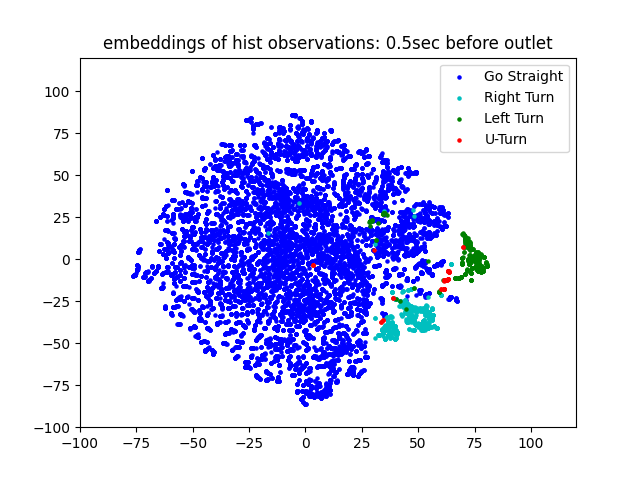 embeddings of hist observations: 0.5sec before outlet
Go Straight
Right Turn
Left Turn
U-Turn
100
75
50
25
0
−25
−50
−75
−100
−100 −75 −50 −25 0 25 50 75 100